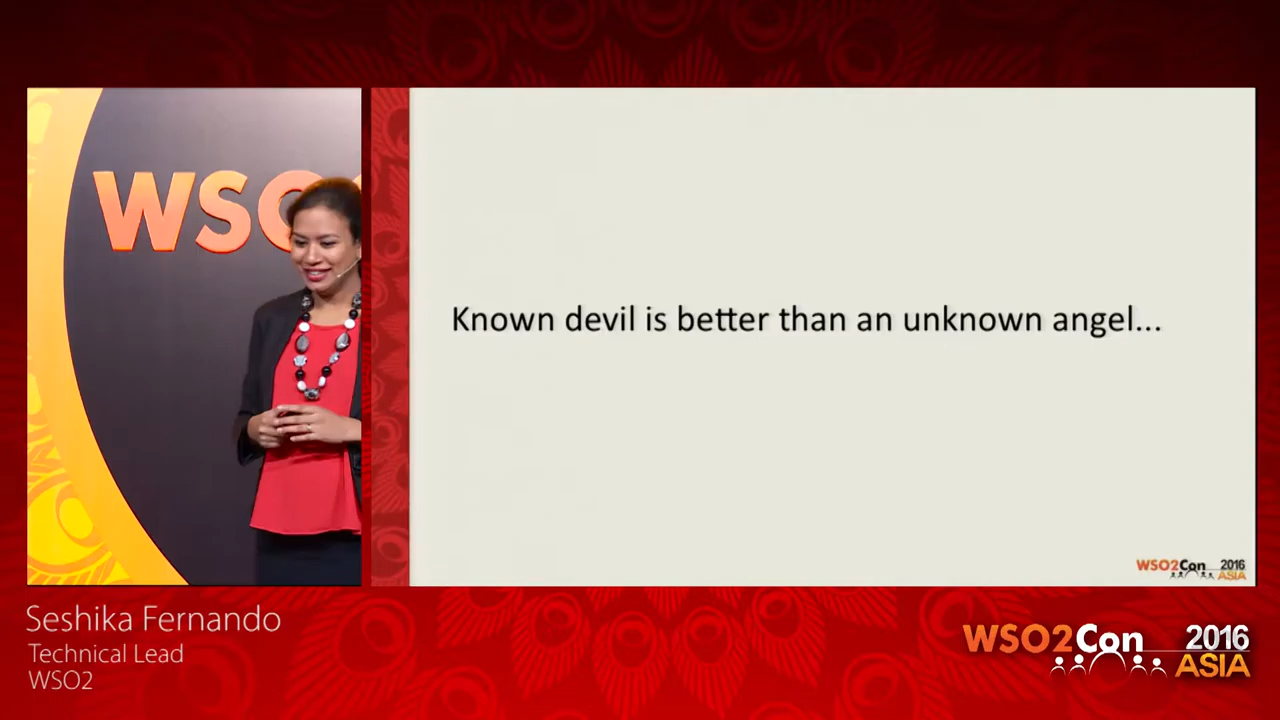 WSO
Known devil is better than an unknown angel...
WSO2Con 2016
ASIA
Seshika Fernando
Technical Lead
WSO2
WSO2Con 2016
ASIA